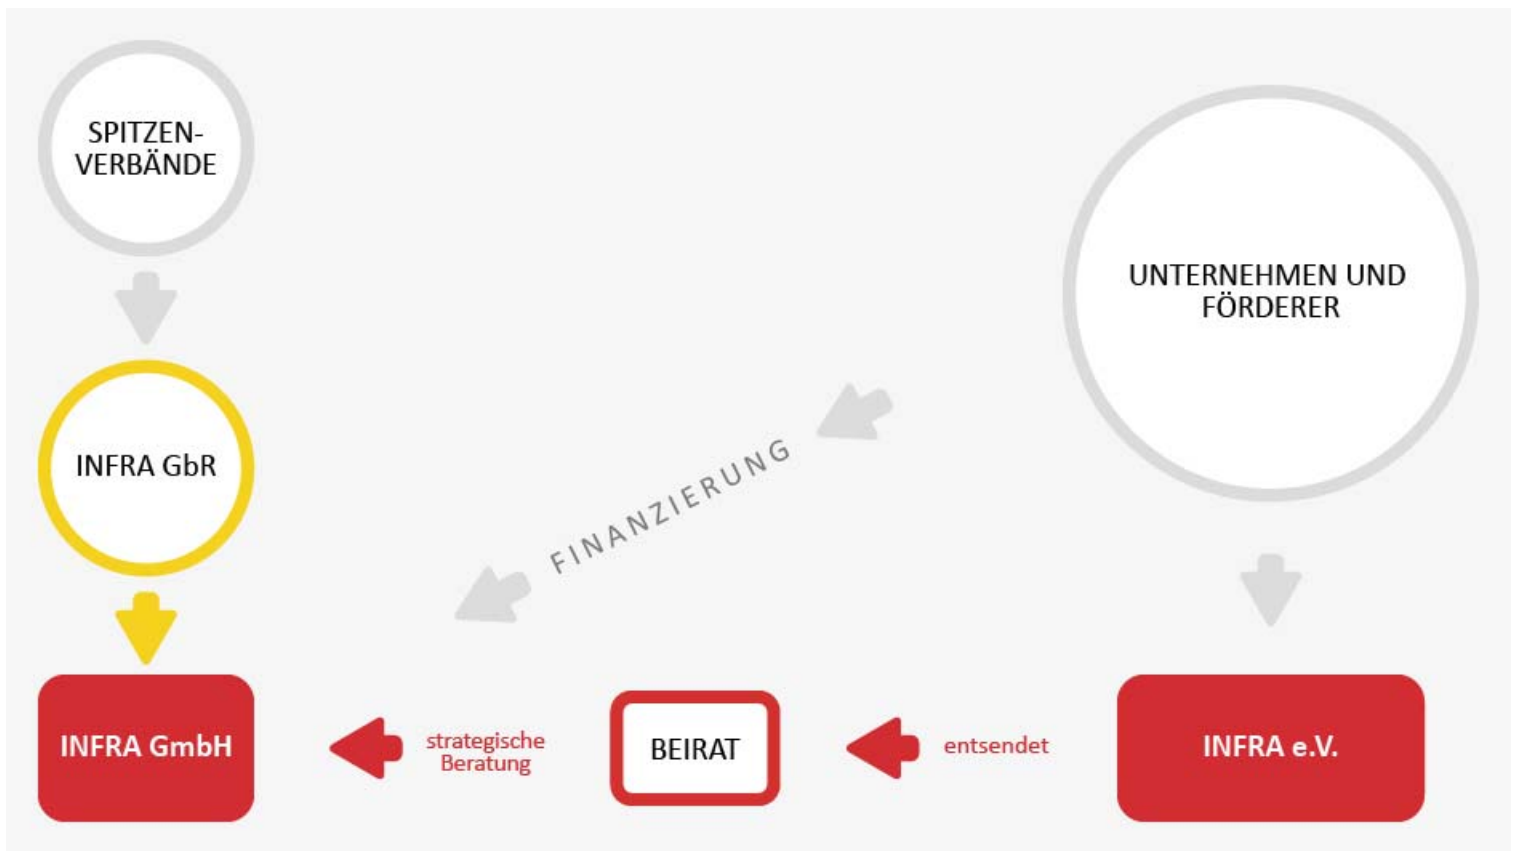 SPITZEN-
VERBÄNDE
UNTERNEHMEN UND
FÖRDERER
INFRA GbR
FINANZIERUNG
INFRA GmbH
strategische
Beratung
BEIRAT
entsendet
INFRA e.V.